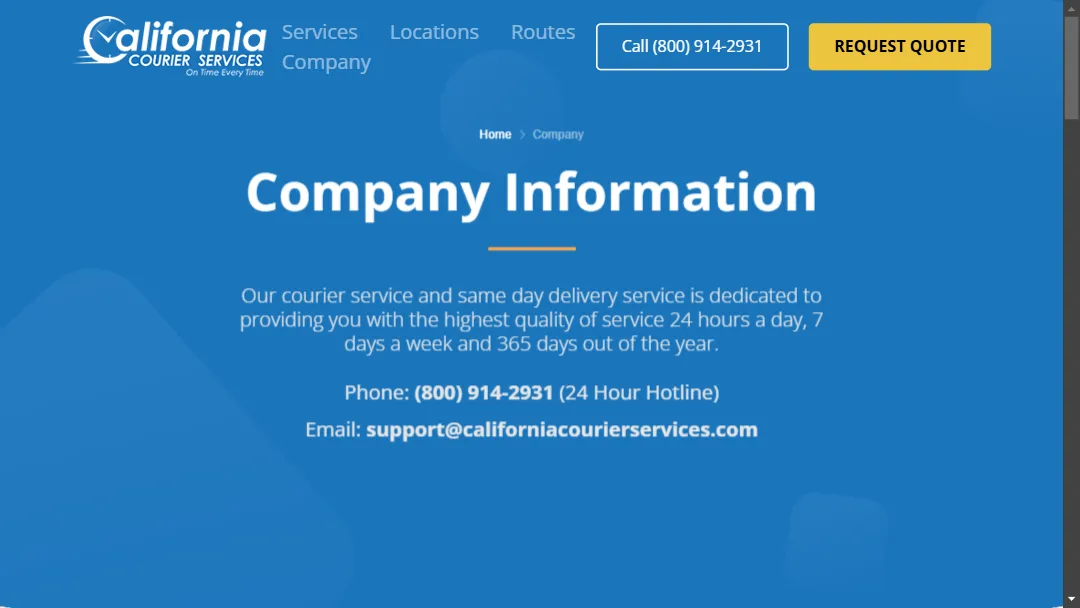 California
COURIER SERVICES
On Time Every Time
Services Locations Routes
Company
Call (800) 914-2931
REQUEST QUOTE
Home > Company
Company Information
Our courier service and same day delivery service is dedicated to
providing you with the highest quality of service 24 hours a day, 7
days a week and 365 days out of the year.
Phone: (800) 914-2931 (24 Hour Hotline)
Email: support@californiacourierservices.com